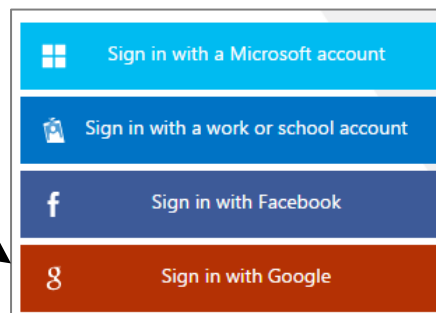 Sign in with a Microsoft account
Sign in with a work or school account
f Sign in with Facebook
g Sign in with Google